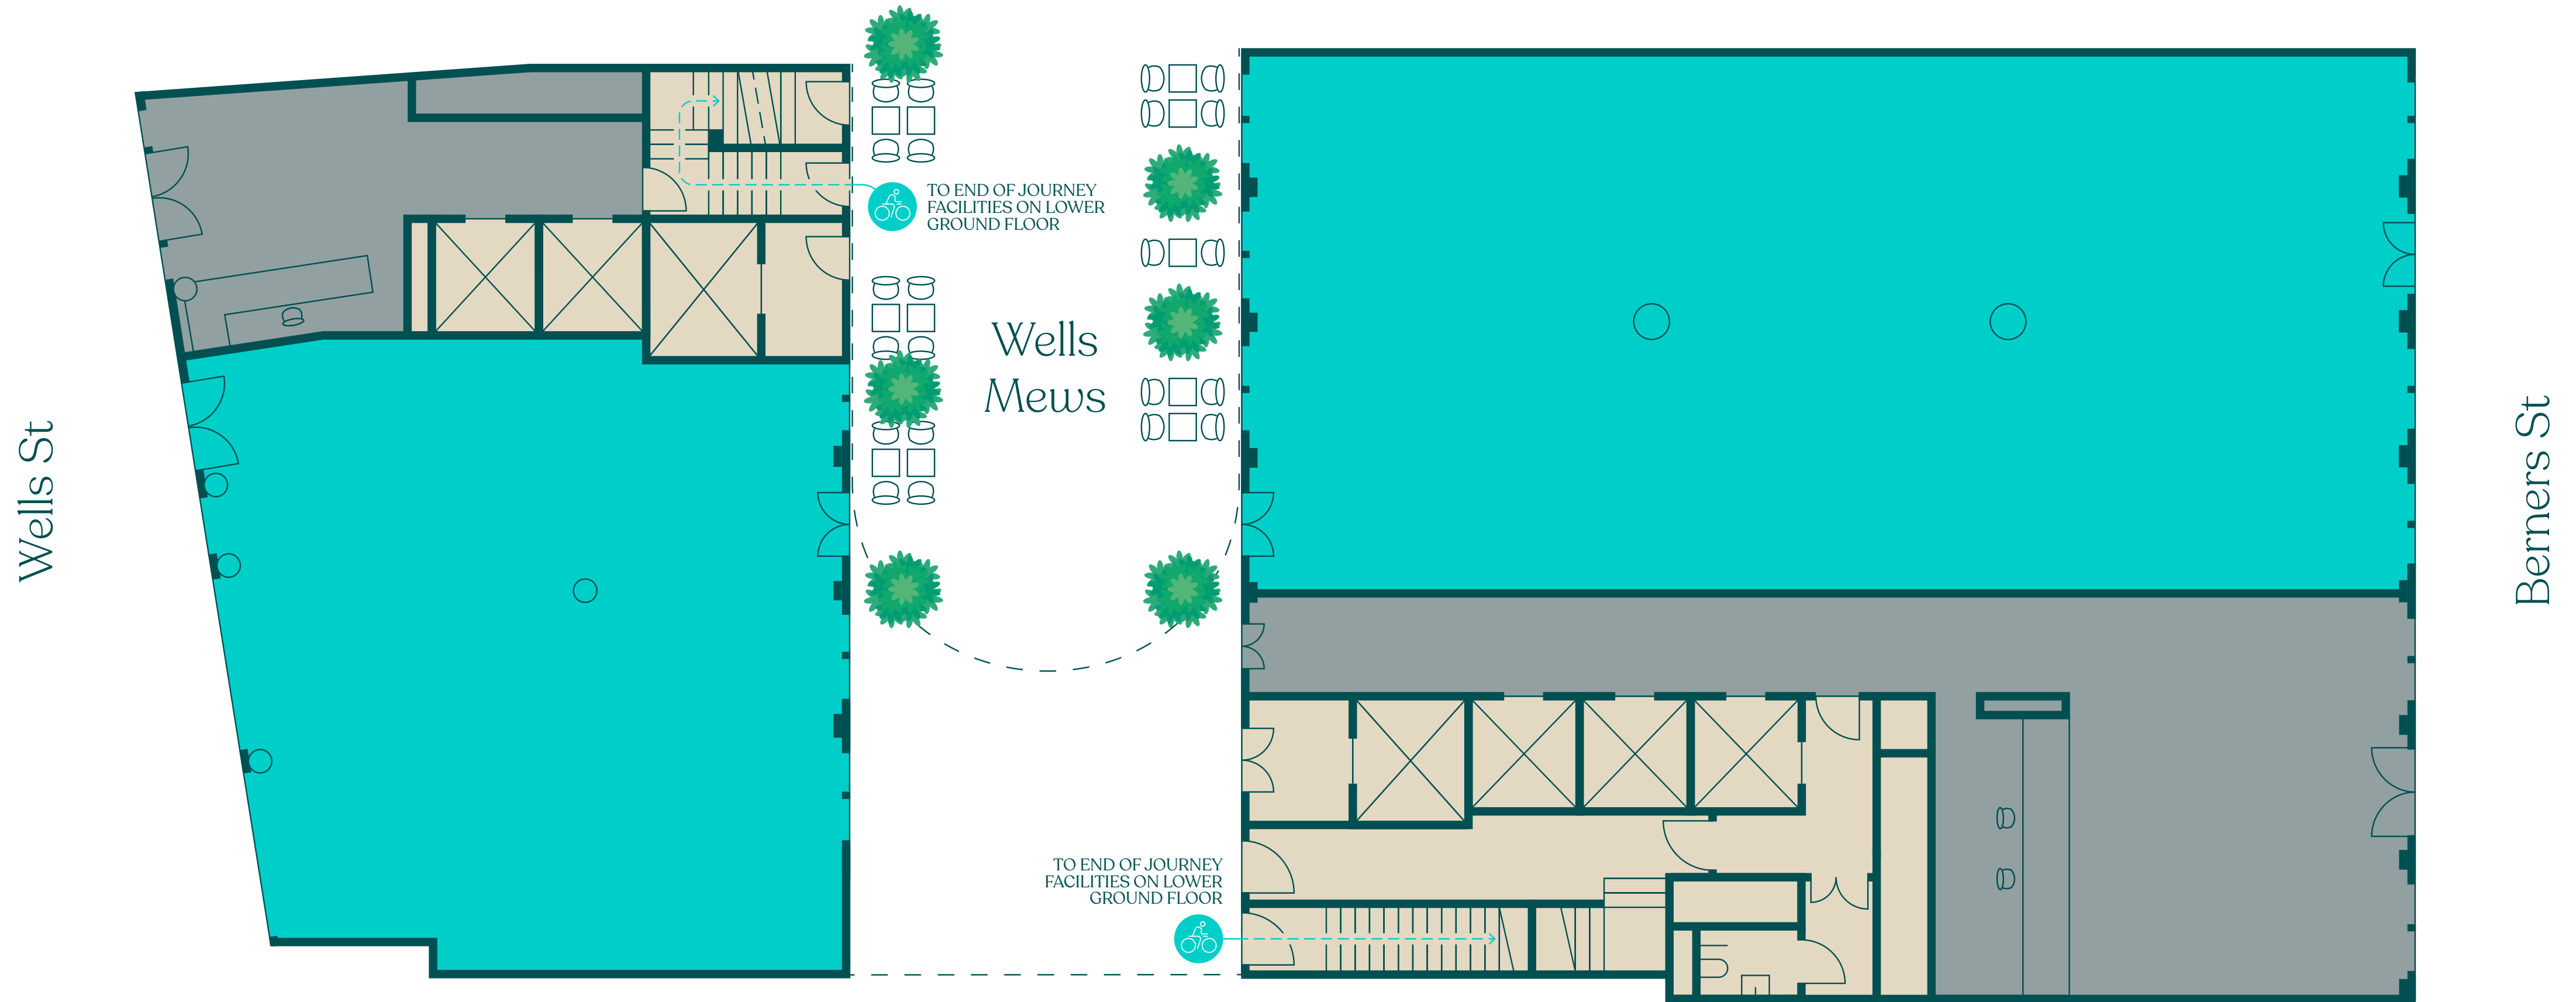 Wells St
TO END OF JOURNEY
FACILITIES ON LOWER
GROUND FLOOR
Wells
Mews
TO END OF JOURNEY
FACILITIES ON LOWER
GROUND FLOOR
Berners St